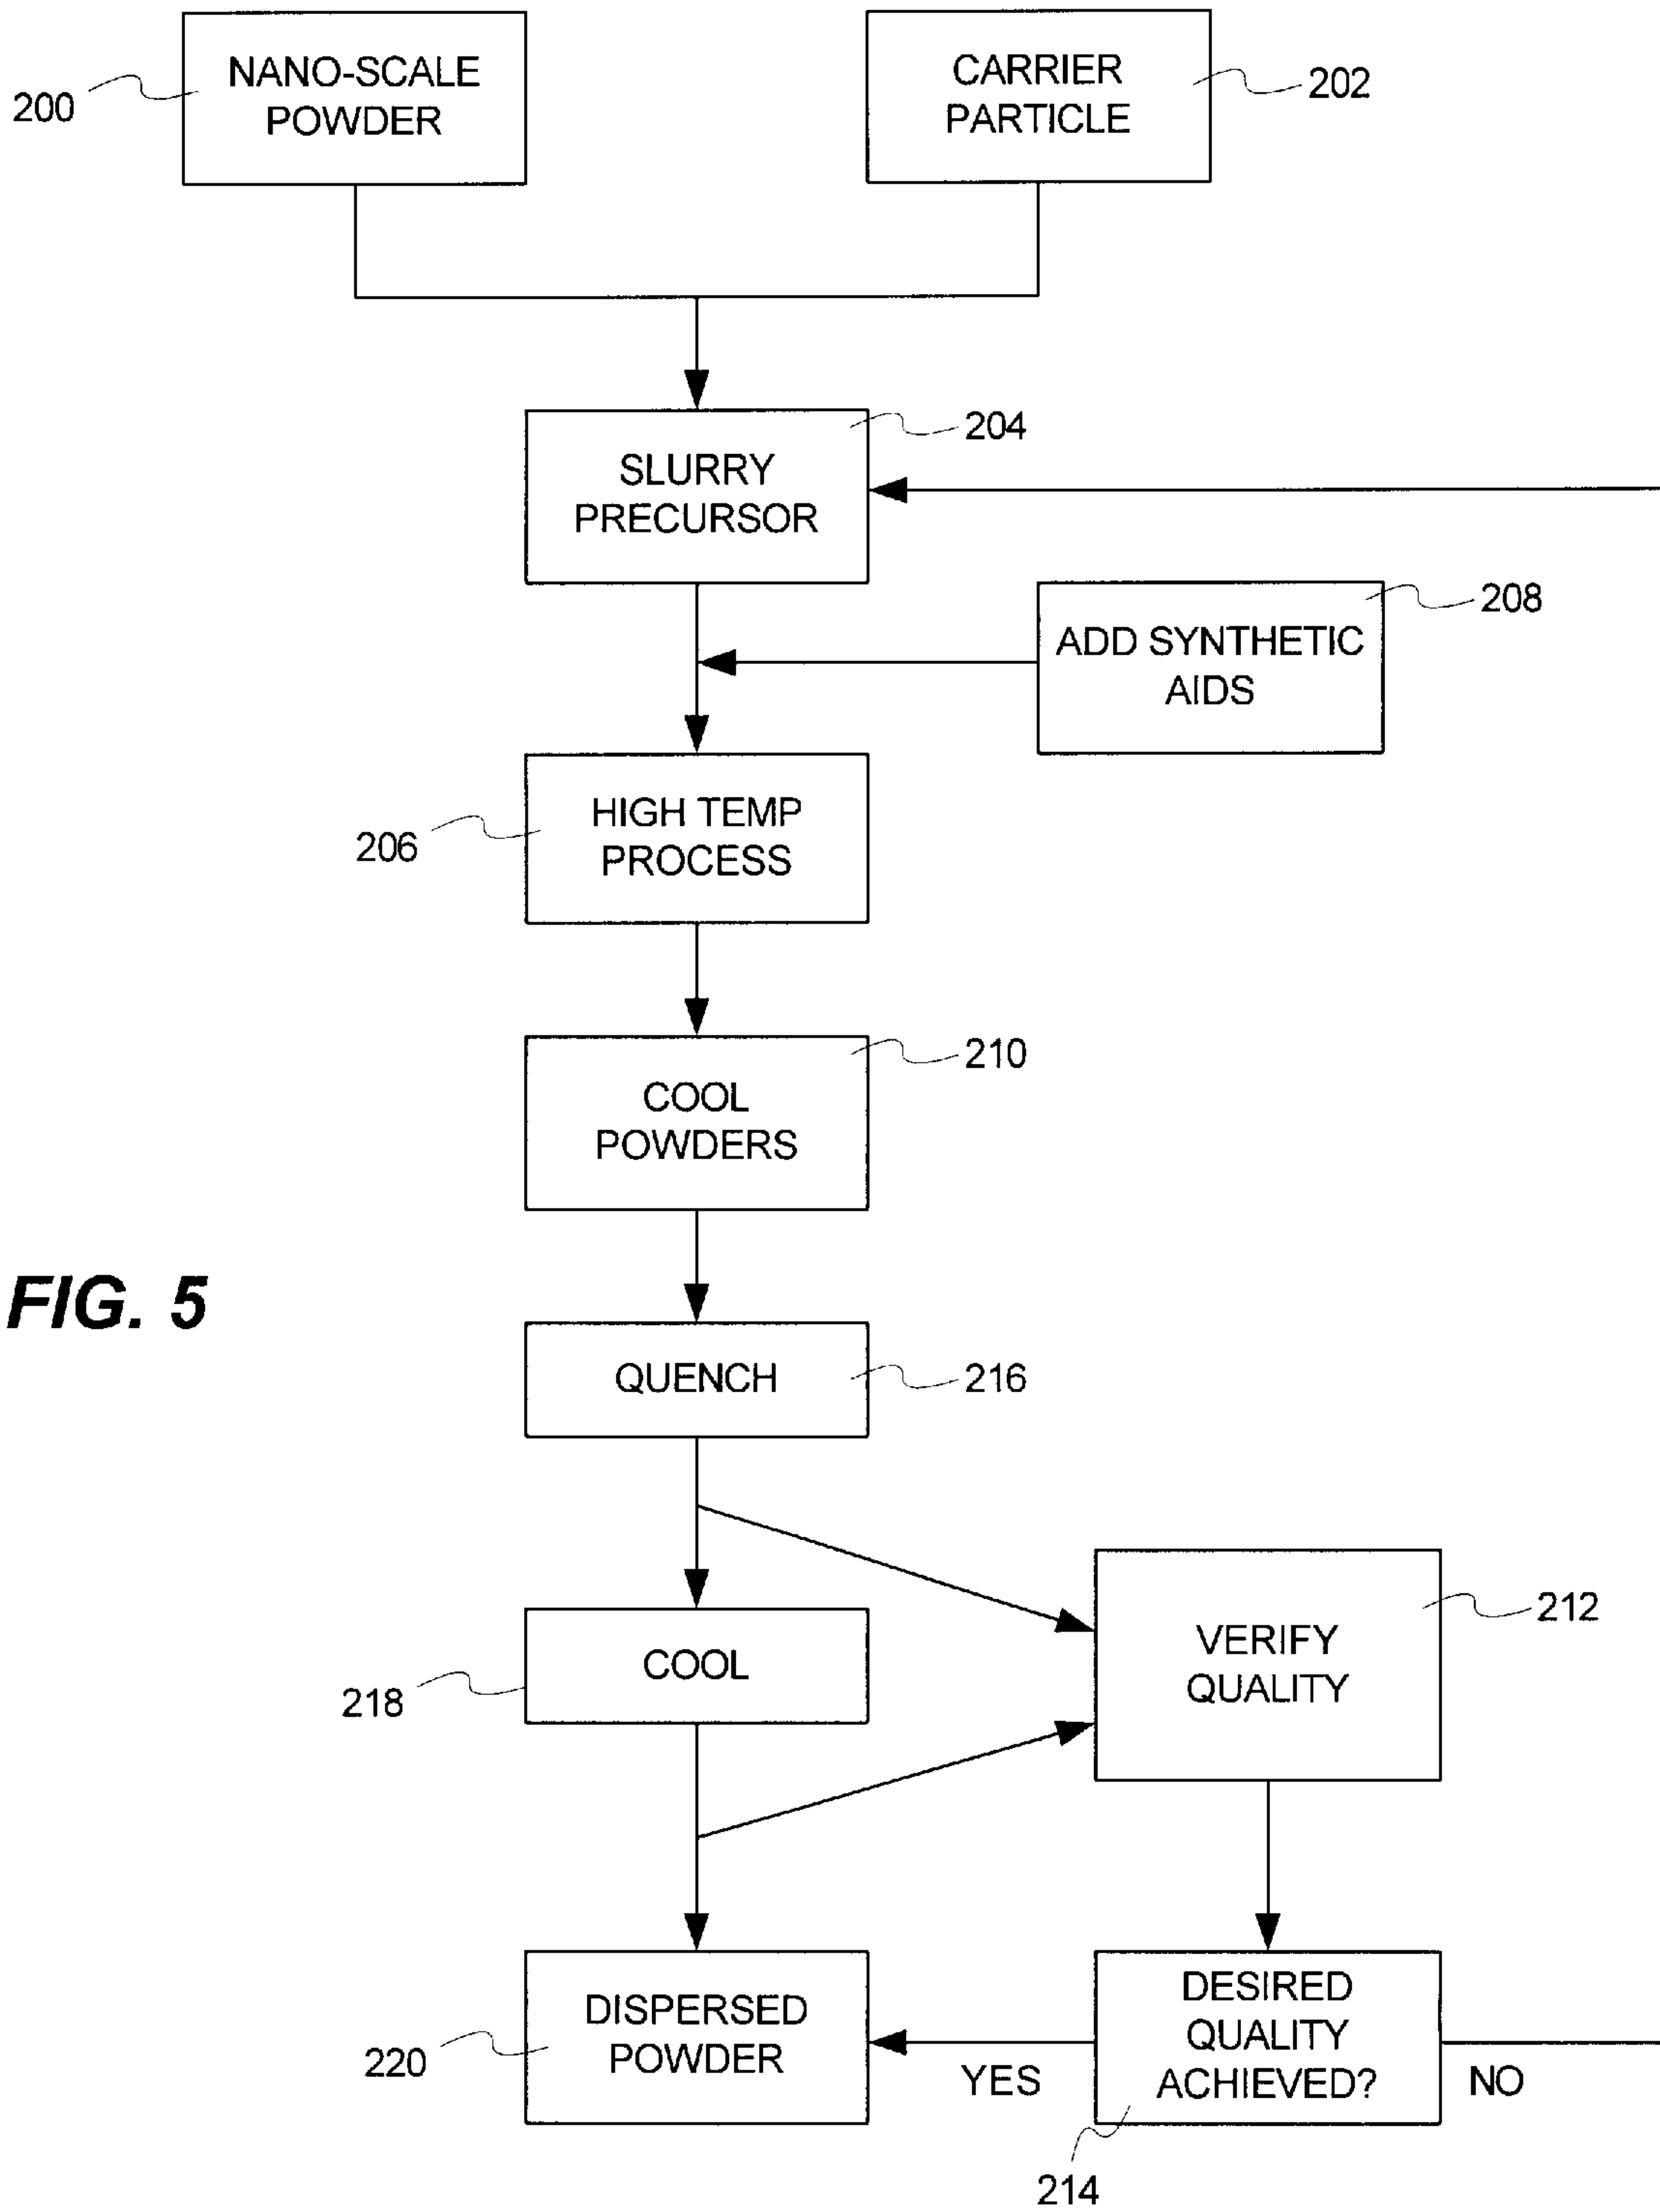 NANO-SCALE
POWDER
200
CARRIER
PARTICLE
202
204
SLURRY
PRECURSOR
208
ADD SYNTHETIC
AIDS
HIGH TEMP
PROCESS
206
210
COOL
POWDERS
FIG. 5
QUENCH
216
212
VERIFY
QUALITY
COOL
218
DISPERSED
POWDER
220
DESIRED
QUALITY
ACHIEVED?
YES
NO
214